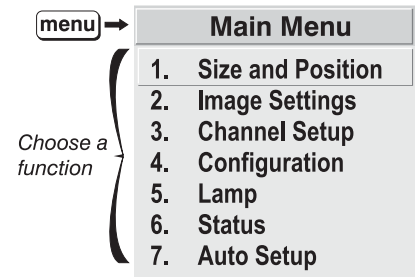 menu
Main Menu
1. Size and Position
2. Image Settings
3. Channel Setup
4. Configuration
5. Lamp
6. Status
7. Auto Setup
Choose a
function